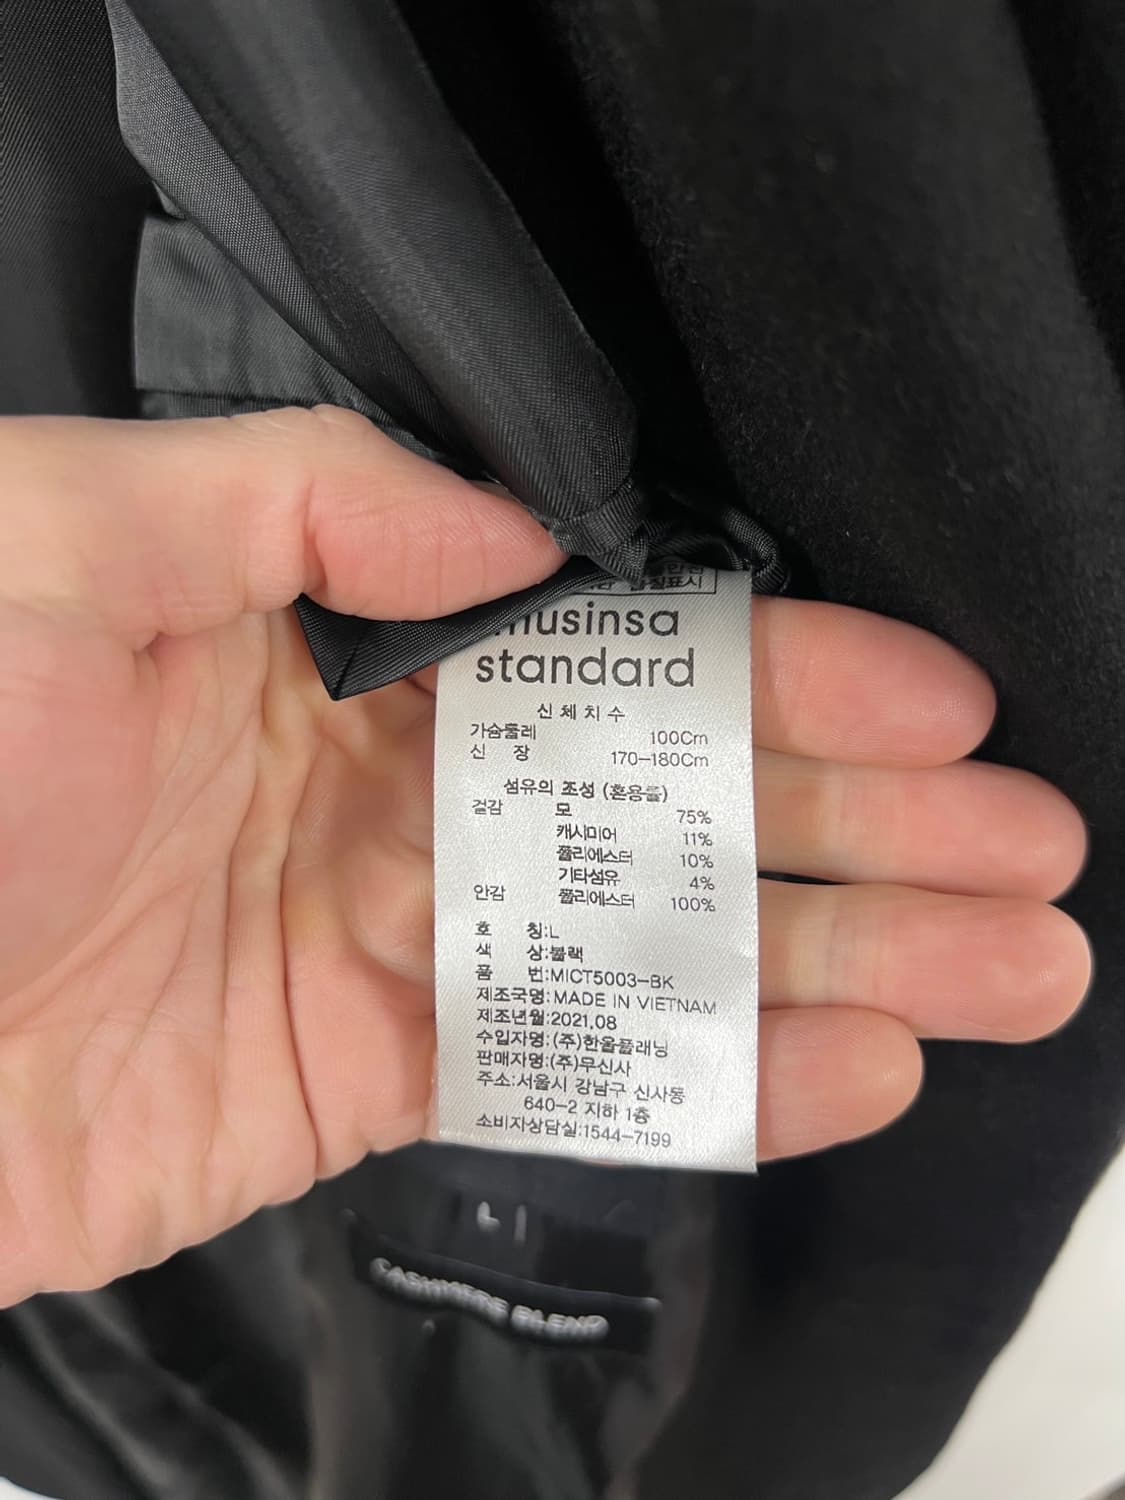 품질표시
musinsa
standard
신체치수
가슴둘레 100Cm
신 장 170-180Cm
섬유의 조성 (혼용률)
겉감 모 75%
캐시미어 11%
폴리에스터 10%
기타섬유 4%
안감 폴리에스터 100%
호 칭:L
색 상:블랙
품 번:MICT5003-BK
제조국명:MADE IN VIETNAM
제조년월:2021.08
수입자명:(주)한울플래닝
판매자명:(주)무신사
주소:서울시 강남구 신사동
640-2 지하 1층
소비자상담실:1544-7199
L
CASHMERE BLEND